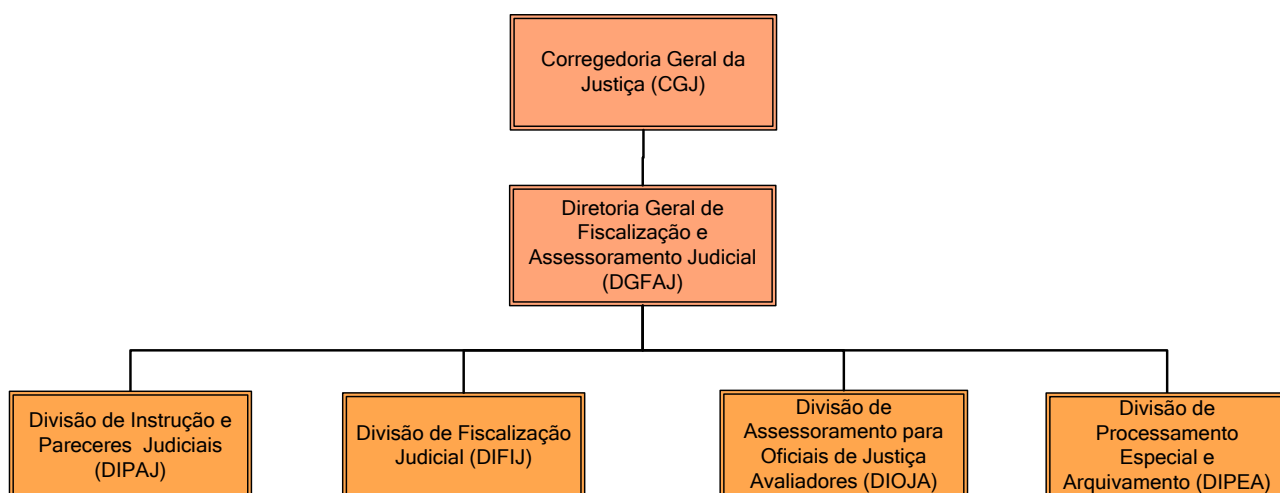 Corregedoria Geral da
Justiça (CGJ)
Diretoria Geral de
Fiscalização e
Assessoramento Judicial
(DGFAJ)
Divisão de Instrução e
Pareceres Judiciais
(DIPAJ)
Divisão de Fiscalização
Judicial (DIFIJ)
Divisão de
Assessoramento para
Oficiais de Justiça
Avaliadores (DIOJA)
Divisão de
Processamento
Especial e
Arquivamento (DIPEA)